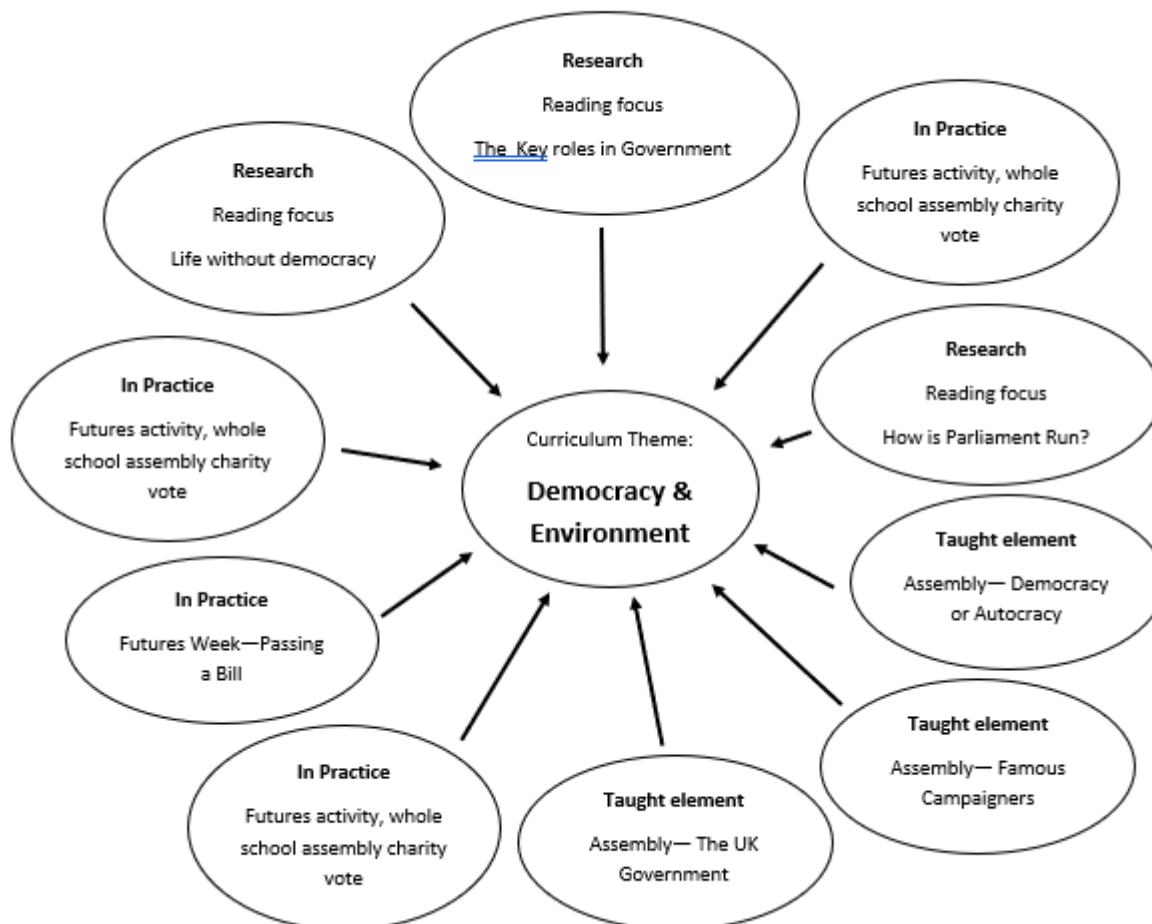 Research
Reading focus
The Key roles in Government
In Practice
Futures activity, whole
school assembly charity
vote
Research
Reading focus
Life without democracy
Research
Reading focus
How is Parliament Run?
In Practice
Futures activity, whole
school assembly charity
vote
Curriculum Theme:
Democracy &
Environment
Taught element
Assembly— Democracy
or Autocracy
In Practice
Futures Week—Passing
a Bill
Taught element
Assembly— Famous
Campaigners
In Practice
Futures activity, whole
school assembly charity
vote
Taught element
Assembly— The UK
Government